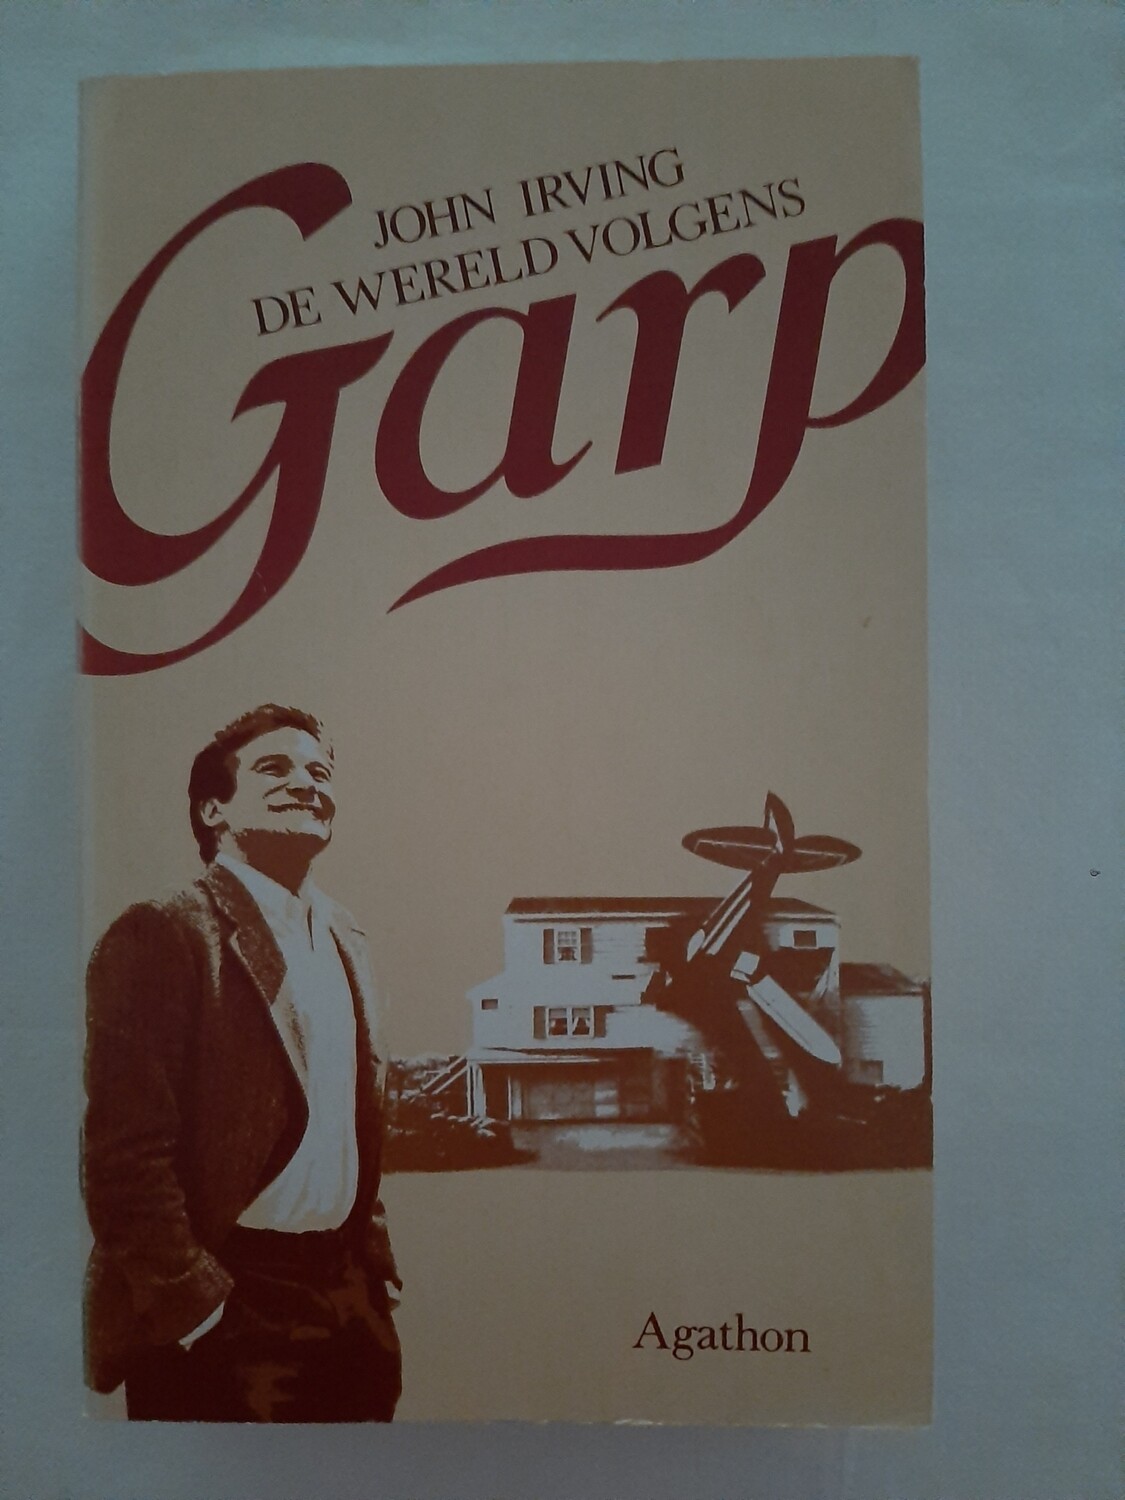 JOHN IRVING
DE WERELD VOLGENS
Garp
Agathon